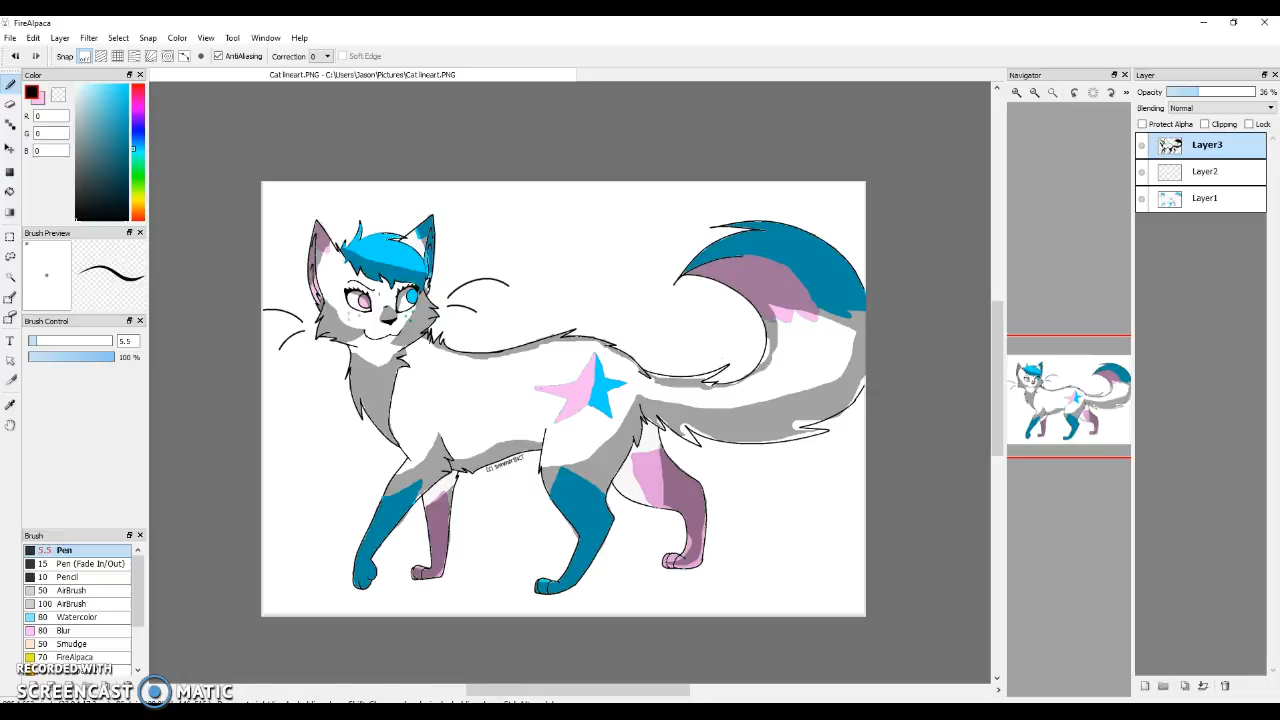 FireAlpaca
File Edit Layer Filter Select Snap Color View Tool Window Help
Snap OFF AntiAliasing Correction 0 Soft Edge
Color Cat lineart.PNG - C:\Users\Jason\Pictures\Cat lineart.PNG Navigator Layer
Opacity 36 %
Blending Normal
R 0 Protect Alpha Clipping Lock
G 0 Layer3
B 0
Layer2
Layer1
Brush Preview
Brush Control
5.5
100 %
Brush
5.5 Pen
15 Pen (Fade In/Out)
10 Pencil
50 AirBrush
100 AirBrush
80 Watercolor
80 Blur
50 Smudge
70 FireAlpaca
RECORDED WITH
SCREENCAST MATIC